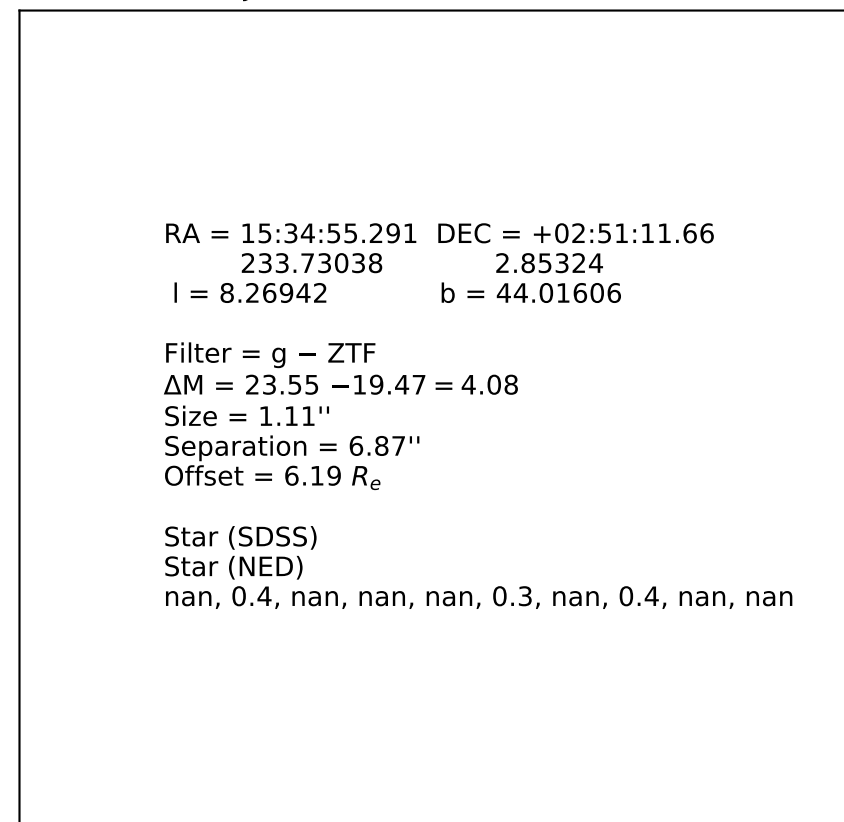 RA = 15:34:55.291 DEC = +02:51:11.66
233.73038 2.85324
l = 8.26942 b = 44.01606
Filter = g − ZTF
ΔM = 23.55 −19.47 = 4.08
Size = 1.11''
Separation = 6.87''
Offset = 6.19 Re
Star (SDSS)
Star (NED)
nan, 0.4, nan, nan, nan, 0.3, nan, 0.4, nan, nan